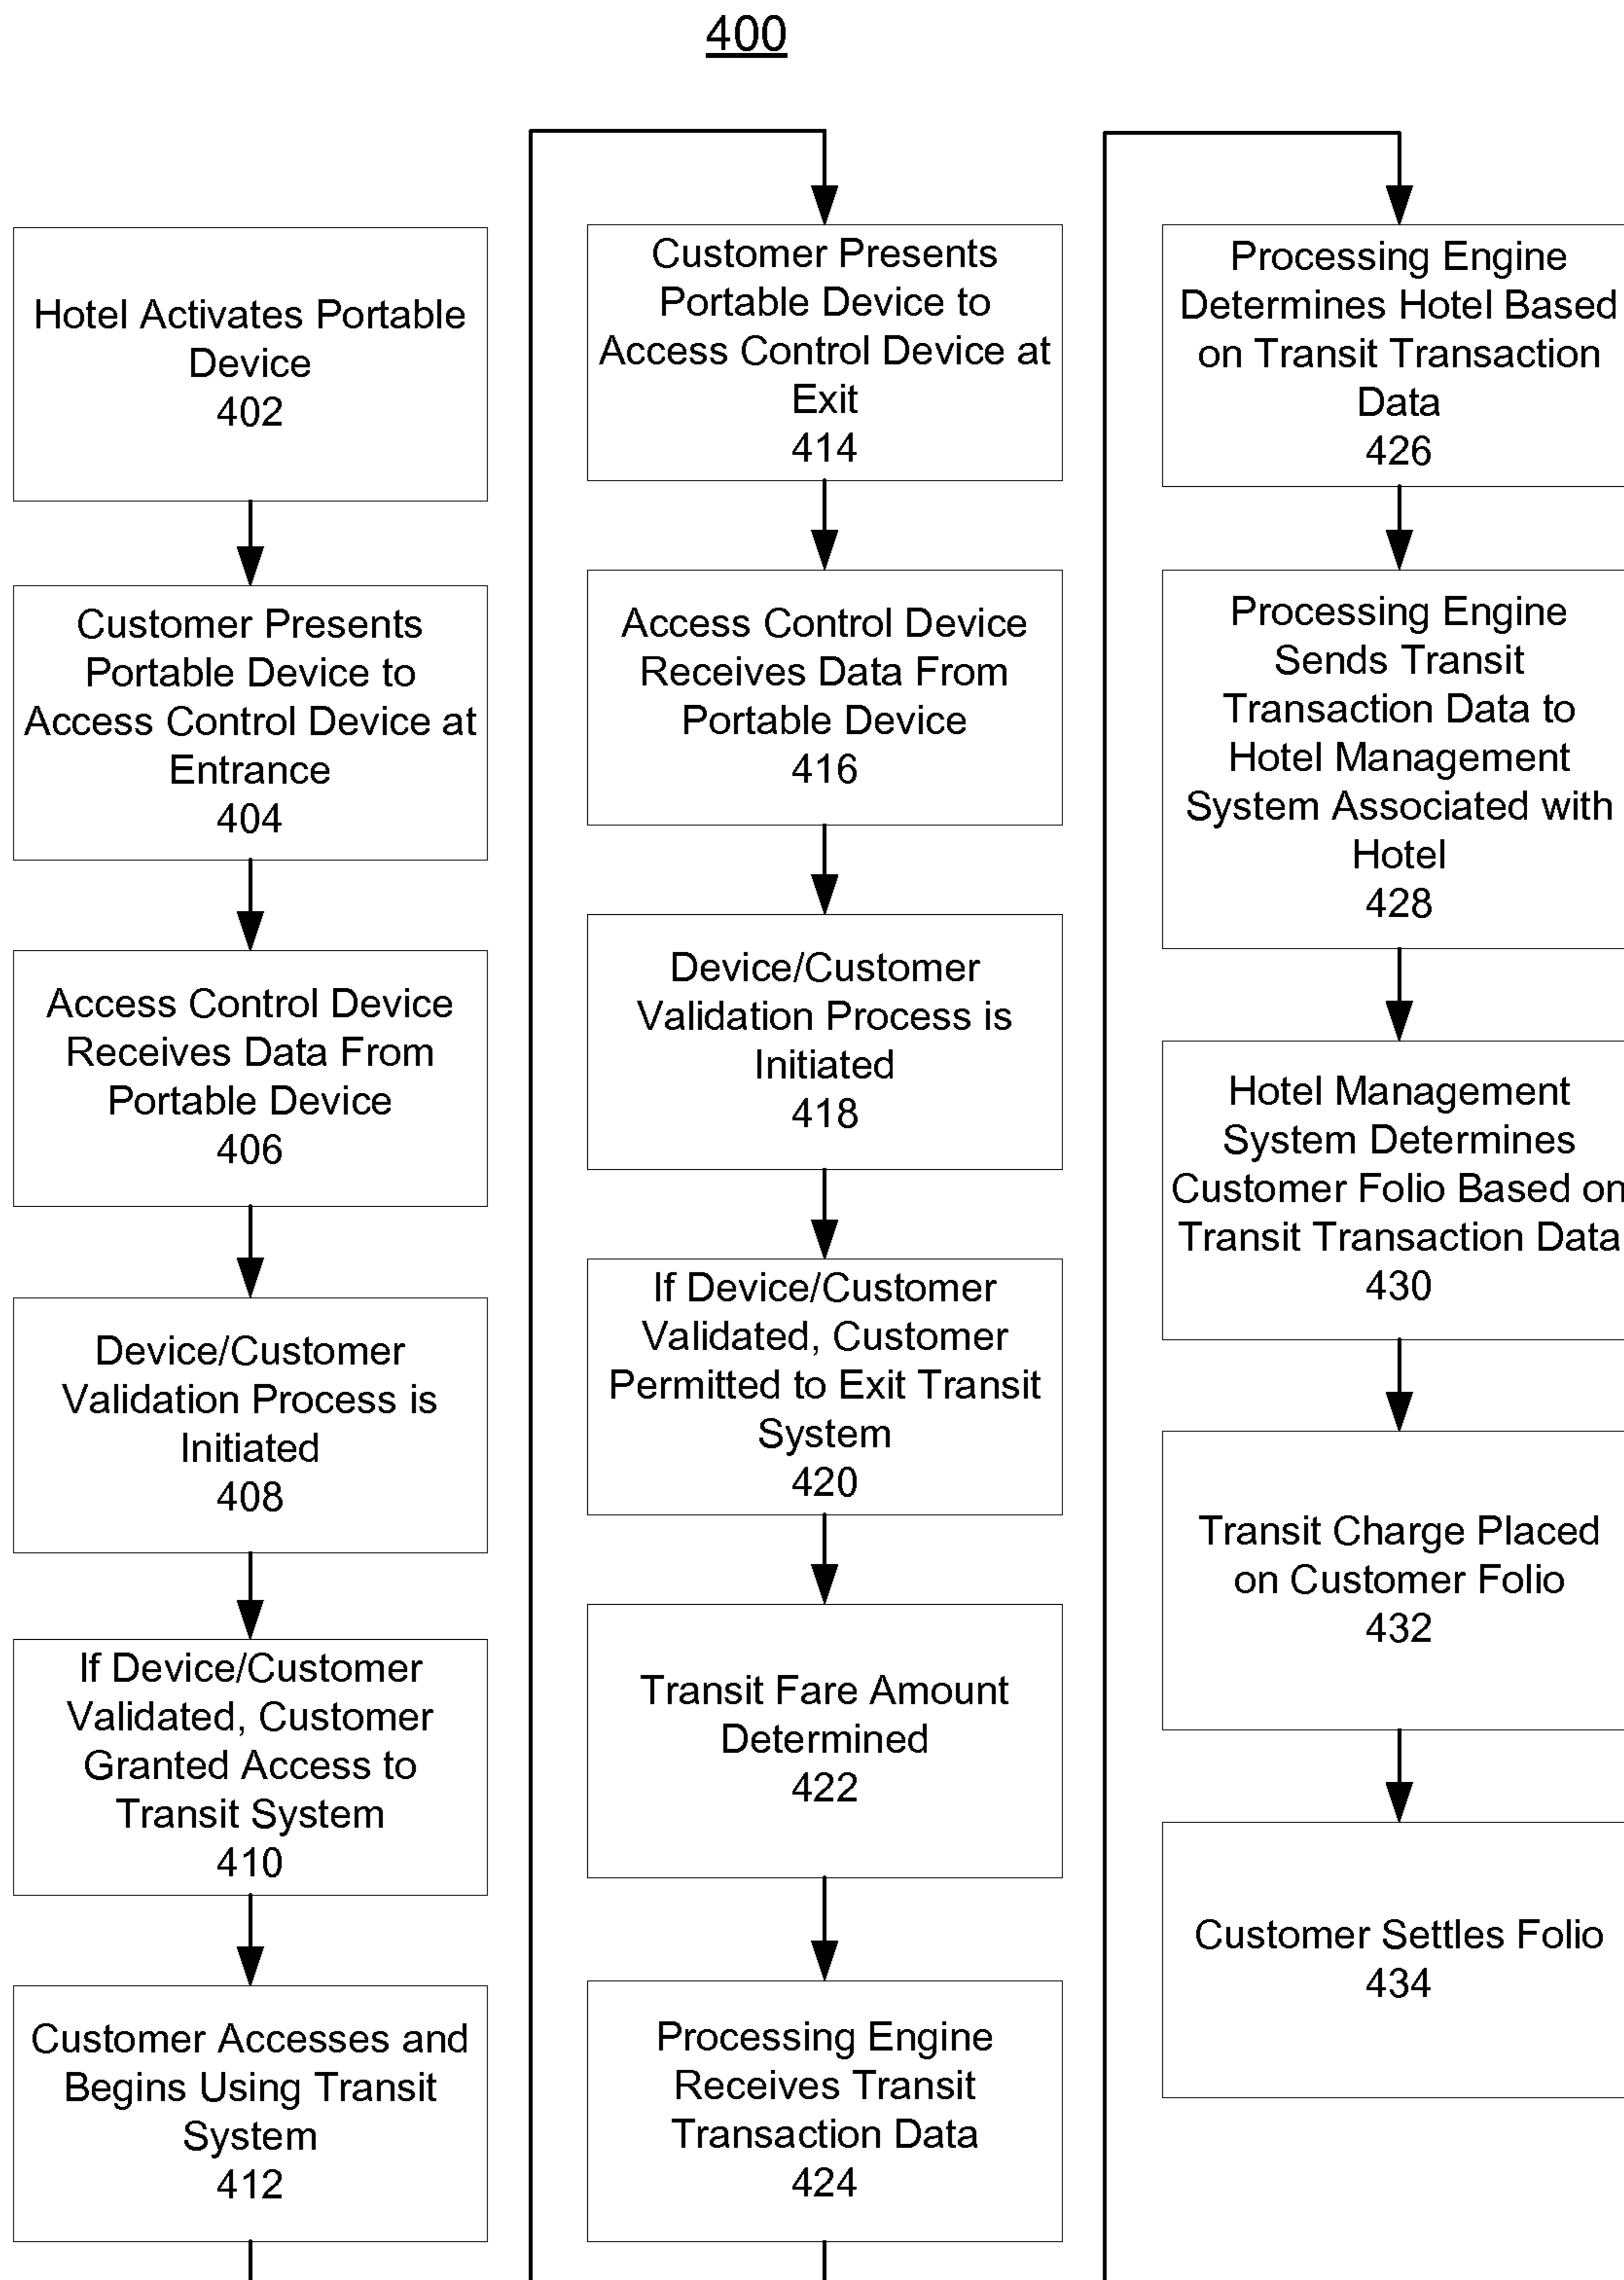 400
Hotel Activates Portable
Device
402
Customer Presents
Portable Device to
Access Control Device at
Entrance
404
Access Control Device
Receives Data From
Portable Device
406
Device/Customer
Validation Process is
Initiated
408
If Device/Customer
Validated, Customer
Granted Access to
Transit System
410
Customer Accesses and
Begins Using Transit
System
412
Customer Presents
Portable Device to
Access Control Device at
Exit
414
Access Control Device
Receives Data From
Portable Device
416
Device/Customer
Validation Process is
Initiated
418
If Device/Customer
Validated, Customer
Permitted to Exit Transit
System
420
Transit Fare Amount
Determined
422
Processing Engine
Receives Transit
Transaction Data
424
Processing Engine
Determines Hotel Based
on Transit Transaction
Data
426
Processing Engine
Sends Transit
Transaction Data to
Hotel Management
System Associated with
Hotel
428
Hotel Management
System Determines
Customer Folio Based on
Transit Transaction Data
430
Transit Charge Placed
on Customer Folio
432
Customer Settles Folio
434